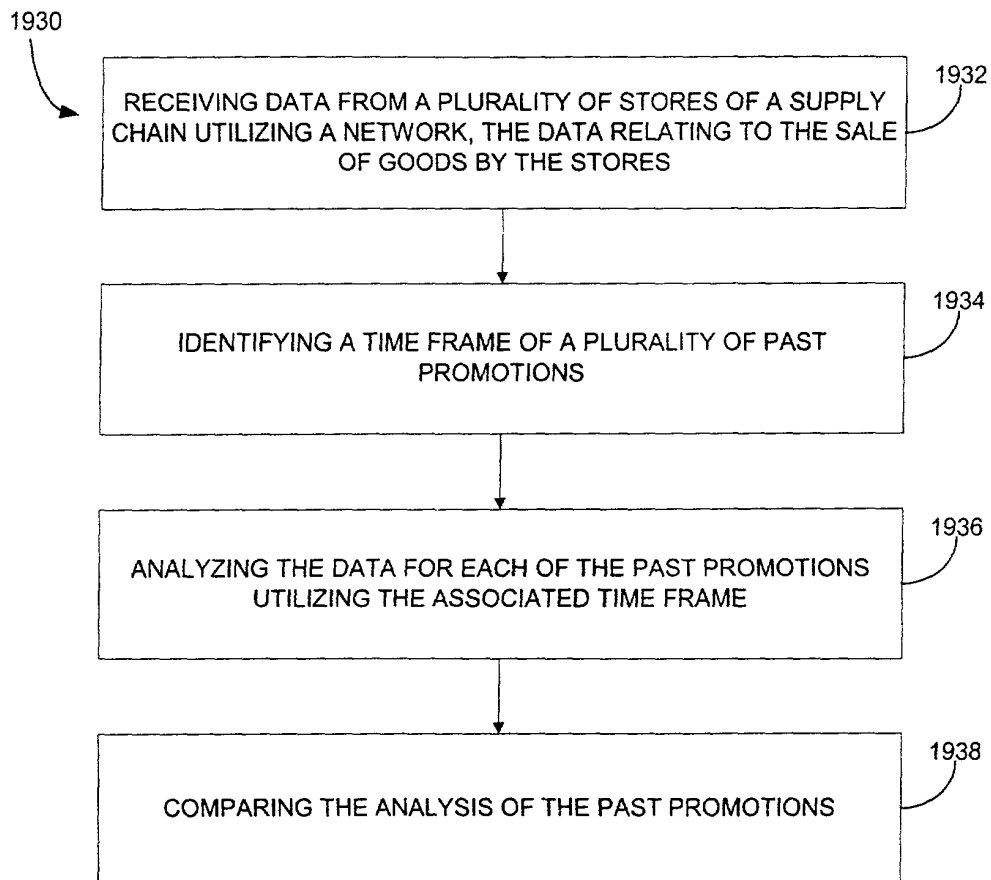 1930
1932
RECEIVING DATA FROM A PLURALITY OF STORES OF A SUPPLY
CHAIN UTILIZING A NETWORK, THE DATA RELATING TO THE SALE
OF GOODS BY THE STORES
1934
IDENTIFYING A TIME FRAME OF A PLURALITY OF PAST
PROMOTIONS
1936
ANALYZING THE DATA FOR EACH OF THE PAST PROMOTIONS
UTILIZING THE ASSOCIATED TIME FRAME
1938
COMPARING THE ANALYSIS OF THE PAST PROMOTIONS